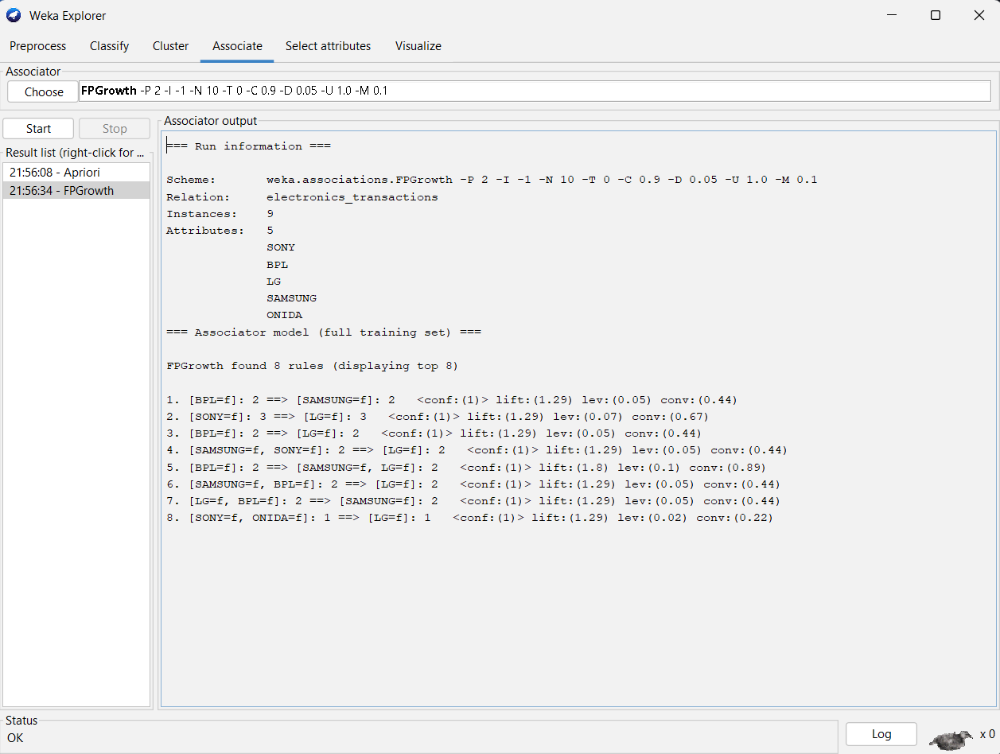 Weka Explorer
Preprocess Classify Cluster Associate Select attributes Visualize
Associator
Choose FPGrowth -P 2 -I -1 -N 10 -T 0 -C 0.9 -D 0.05 -U 1.0 -M 0.1
Start Stop
Result list (right-click for ...
21:56:08 - Apriori
21:56:34 - FPGrowth
Associator output
=== Run information ===
Scheme: weka.associations.FPGrowth -P 2 -I -1 -N 10 -T 0 -C 0.9 -D 0.05 -U 1.0 -M 0.1
Relation: electronics_transactions
Instances: 9
Attributes: 5
SONY
BPL
LG
SAMSUNG
ONIDA
=== Associator model (full training set) ===
FPGrowth found 8 rules (displaying top 8)
1. [BPL=f]: 2 ==> [SAMSUNG=f]: 2 <conf:(1)> lift:(1.29) lev:(0.05) conv:(0.44)
2. [SONY=f]: 3 ==> [LG=f]: 3 <conf:(1)> lift:(1.29) lev:(0.07) conv:(0.67)
3. [BPL=f]: 2 ==> [LG=f]: 2 <conf:(1)> lift:(1.29) lev:(0.05) conv:(0.44)
4. [SAMSUNG=f, SONY=f]: 2 ==> [LG=f]: 2 <conf:(1)> lift:(1.29) lev:(0.05) conv:(0.44)
5. [BPL=f]: 2 ==> [SAMSUNG=f, LG=f]: 2 <conf:(1)> lift:(1.8) lev:(0.1) conv:(0.89)
6. [SAMSUNG=f, BPL=f]: 2 ==> [LG=f]: 2 <conf:(1)> lift:(1.29) lev:(0.05) conv:(0.44)
7. [LG=f, BPL=f]: 2 ==> [SAMSUNG=f]: 2 <conf:(1)> lift:(1.29) lev:(0.05) conv:(0.44)
8. [SONY=f, ONIDA=f]: 1 ==> [LG=f]: 1 <conf:(1)> lift:(1.29) lev:(0.02) conv:(0.22)
Status
OK
Log x 0